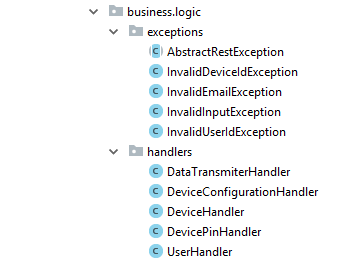 business.logic
exceptions
AbstractRestException
InvalidDeviceIdException
InvalidEmailException
InvalidInputException
InvalidUserIdException
handlers
DataTransmiterHandler
DeviceConfigurationHandler
DeviceHandler
DevicePinHandler
UserHandler